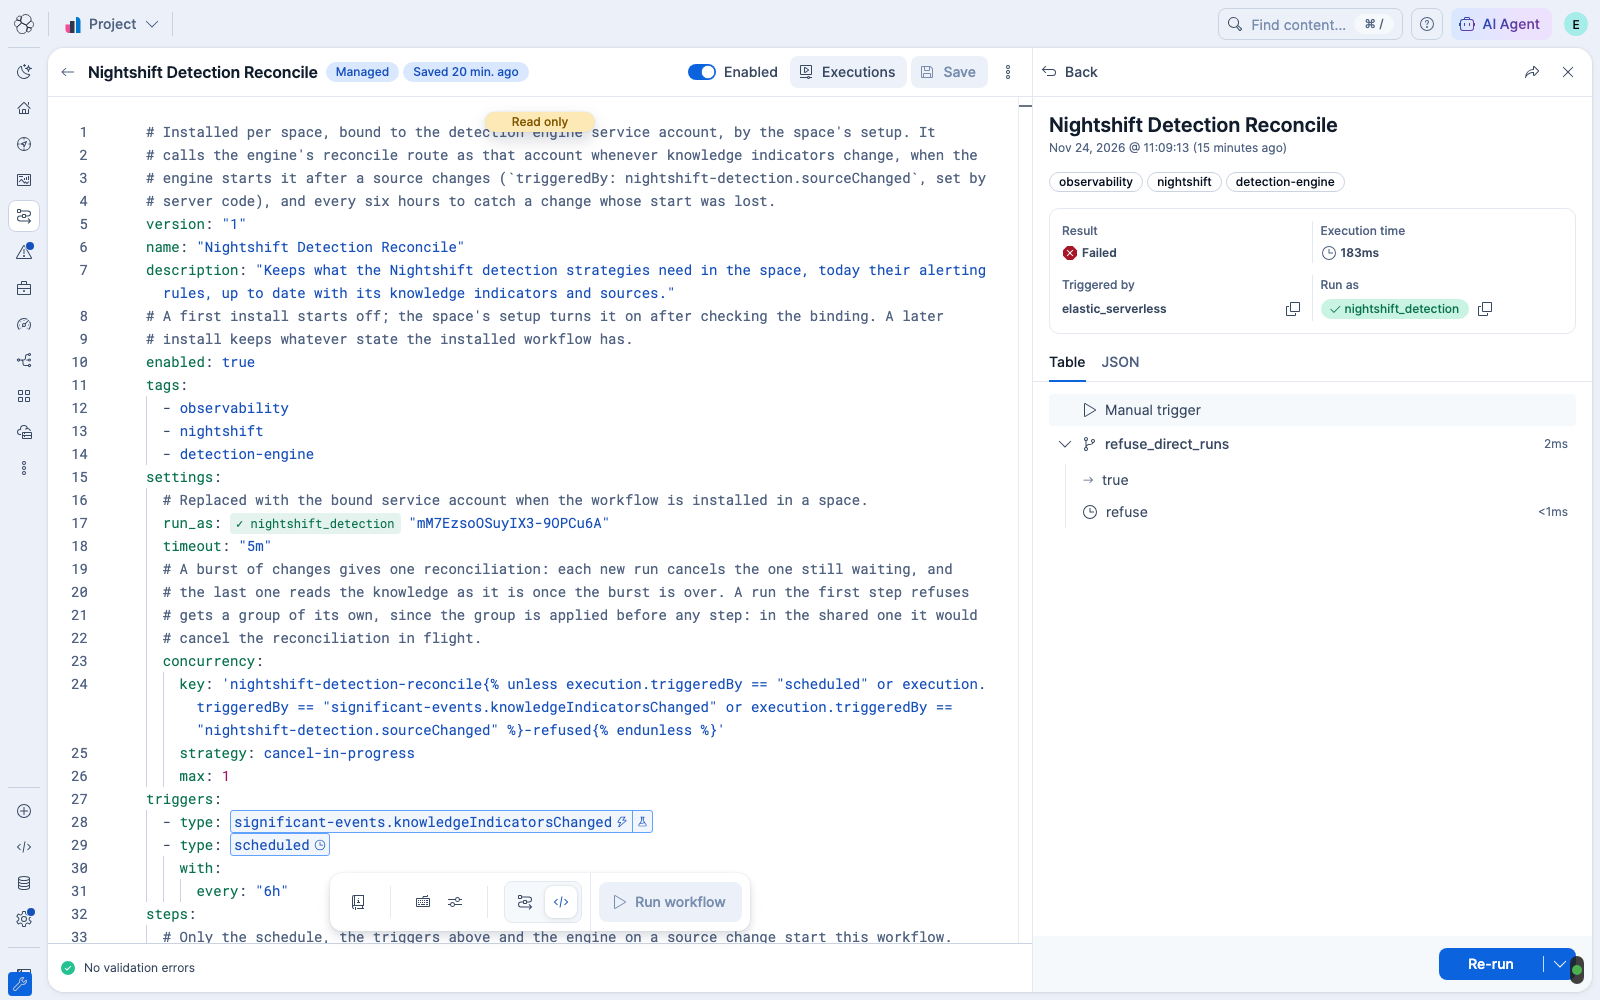 Project
Find content...
⌘ /
AI Agent
E
Nightshift Detection Reconcile
Managed
Saved 20 min. ago
Enabled
Executions
Save
Read only
1 # Installed per space, bound to the detection engine service account, by the space's setup. It
2 # calls the engine's reconcile route as that account whenever knowledge indicators change, when the
3 # engine starts it after a source changes (`triggeredBy: nightshift-detection.sourceChanged`, set by
4 # server code), and every six hours to catch a change whose start was lost.
5 version: "1"
6 name: "Nightshift Detection Reconcile"
7 description: "Keeps what the Nightshift detection strategies need in the space, today their alerting
rules, up to date with its knowledge indicators and sources."
8 # A first install starts off; the space's setup turns it on after checking the binding. A later
9 # install keeps whatever state the installed workflow has.
10 enabled: true
11 tags:
12 - observability
13 - nightshift
14 - detection-engine
15 settings:
16 # Replaced with the bound service account when the workflow is installed in a space.
17 run_as: ✓ nightshift_detection "mM7EzsoOSuyIX3-9OPCu6A"
18 timeout: "5m"
19 # A burst of changes gives one reconciliation: each new run cancels the one still waiting, and
20 # the last one reads the knowledge as it is once the burst is over. A run the first step refuses
21 # gets a group of its own, since the group is applied before any step: in the shared one it would
22 # cancel the reconciliation in flight.
23 concurrency:
24 key: 'nightshift-detection-reconcile{% unless execution.triggeredBy == "scheduled" or execution.
triggeredBy == "significant-events.knowledgeIndicatorsChanged" or execution.triggeredBy ==
"nightshift-detection.sourceChanged" %}-refused{% endunless %}'
25 strategy: cancel-in-progress
26 max: 1
27 triggers:
28 - type: significant-events.knowledgeIndicatorsChanged
29 - type: scheduled
30 with:
31 every: "6h"
32 steps:
33 # Only the schedule, the triggers above and the engine on a source change start this workflow.
Run workflow
No validation errors
Back
Nightshift Detection Reconcile
Nov 24, 2026 @ 11:09:13 (15 minutes ago)
observability
nightshift
detection-engine
Result
Execution time
Failed
183ms
Triggered by
Run as
elastic_serverless
nightshift_detection
Table
JSON
Manual trigger
refuse_direct_runs
2ms
true
refuse
<1ms
Re-run